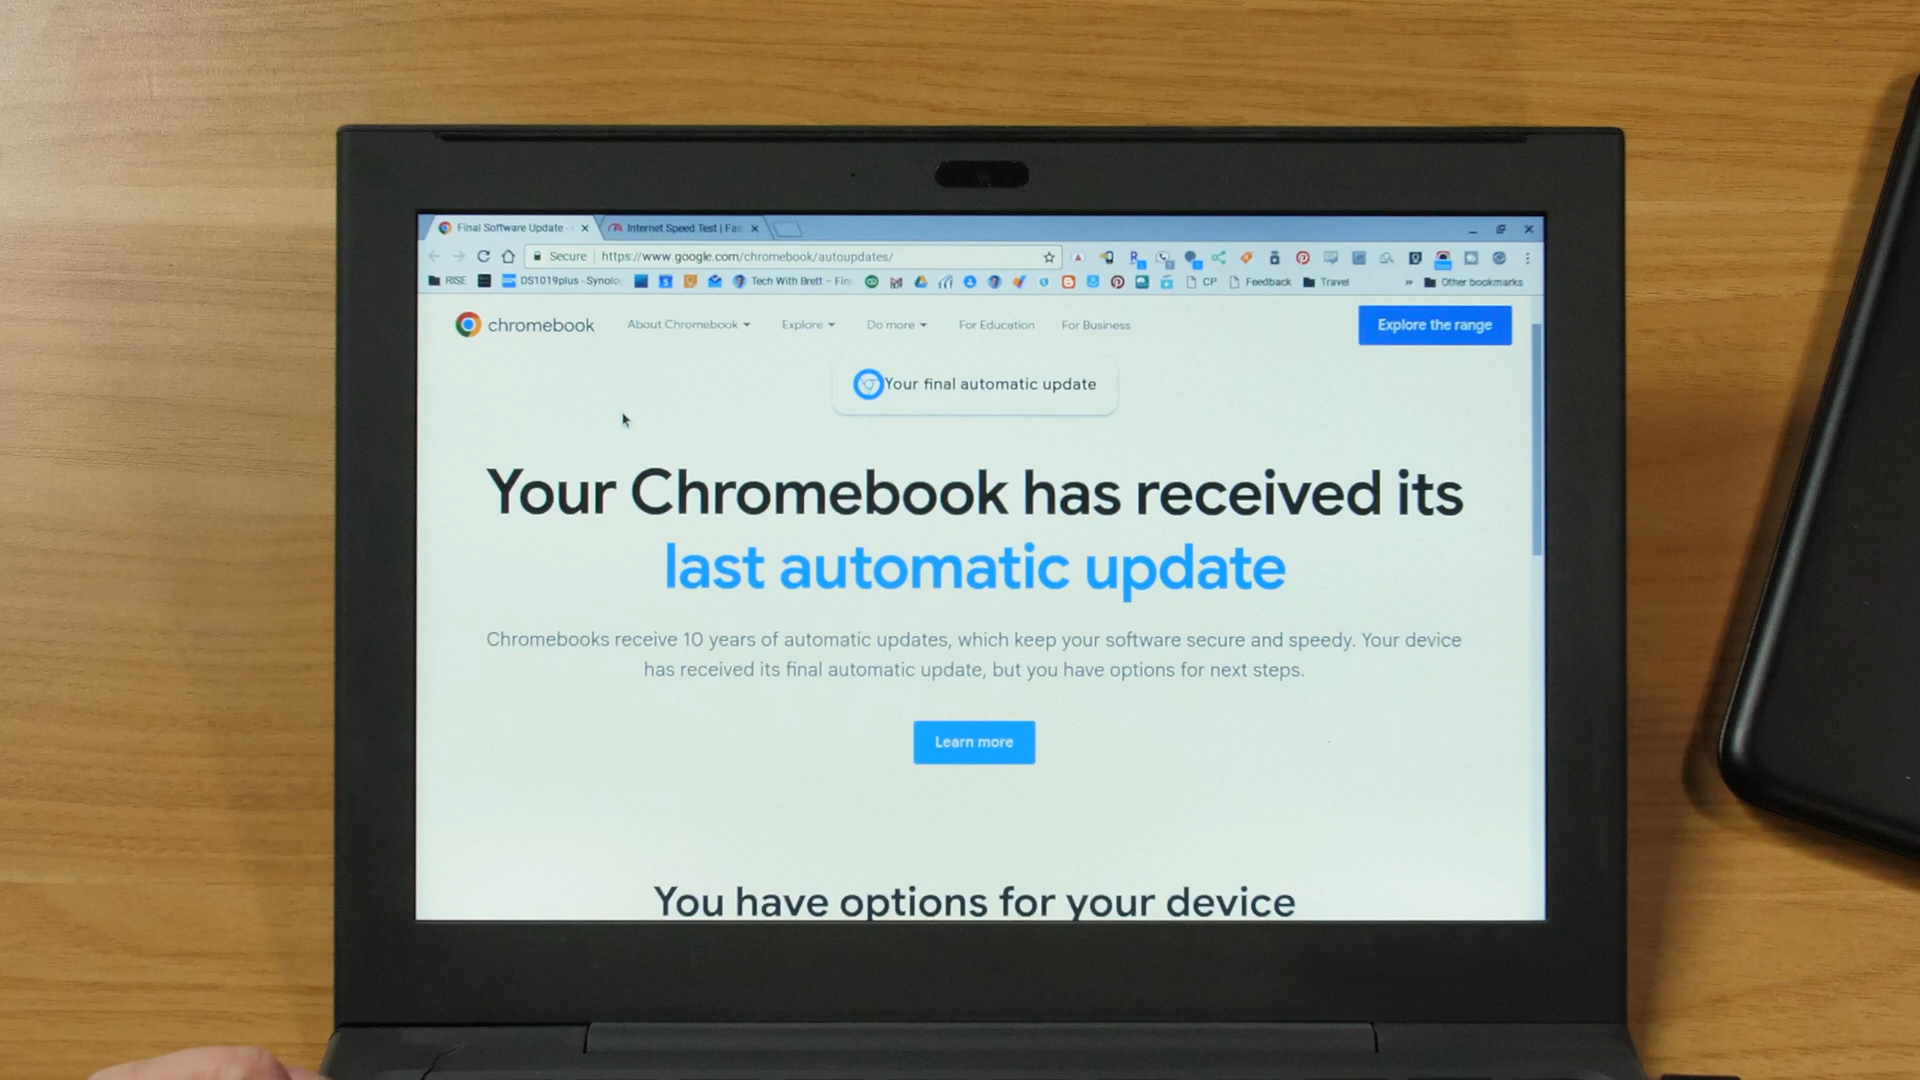 Final Software Update - Internet Speed Test | Fas
Secure https://www.google.com/chromebook/autoupdates/
RISE DS1019plus - Synolo Tech With Brett – Fin CP Feedback Travel » Other bookmarks
chromebook About Chromebook Explore Do more For Education For Business Explore the range
Your final automatic update
Your Chromebook has received its
last automatic update
Chromebooks receive 10 years of automatic updates, which keep your software secure and speedy. Your device
has received its final automatic update, but you have options for next steps.
Learn more
You have options for your device